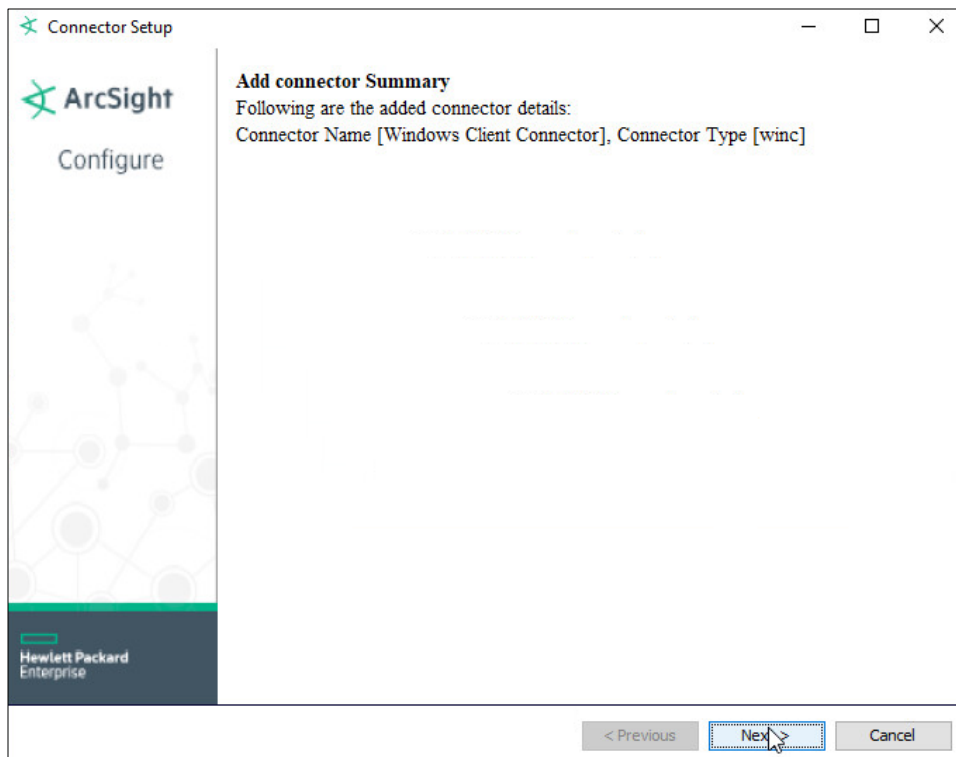 Connector Setup
ArcSight
Configure
Add connector Summary
Following are the added connector details:
Connector Name [Windows Client Connector], Connector Type [winc]
Hewlett Packard
Enterprise
< Previous
Next >
Cancel